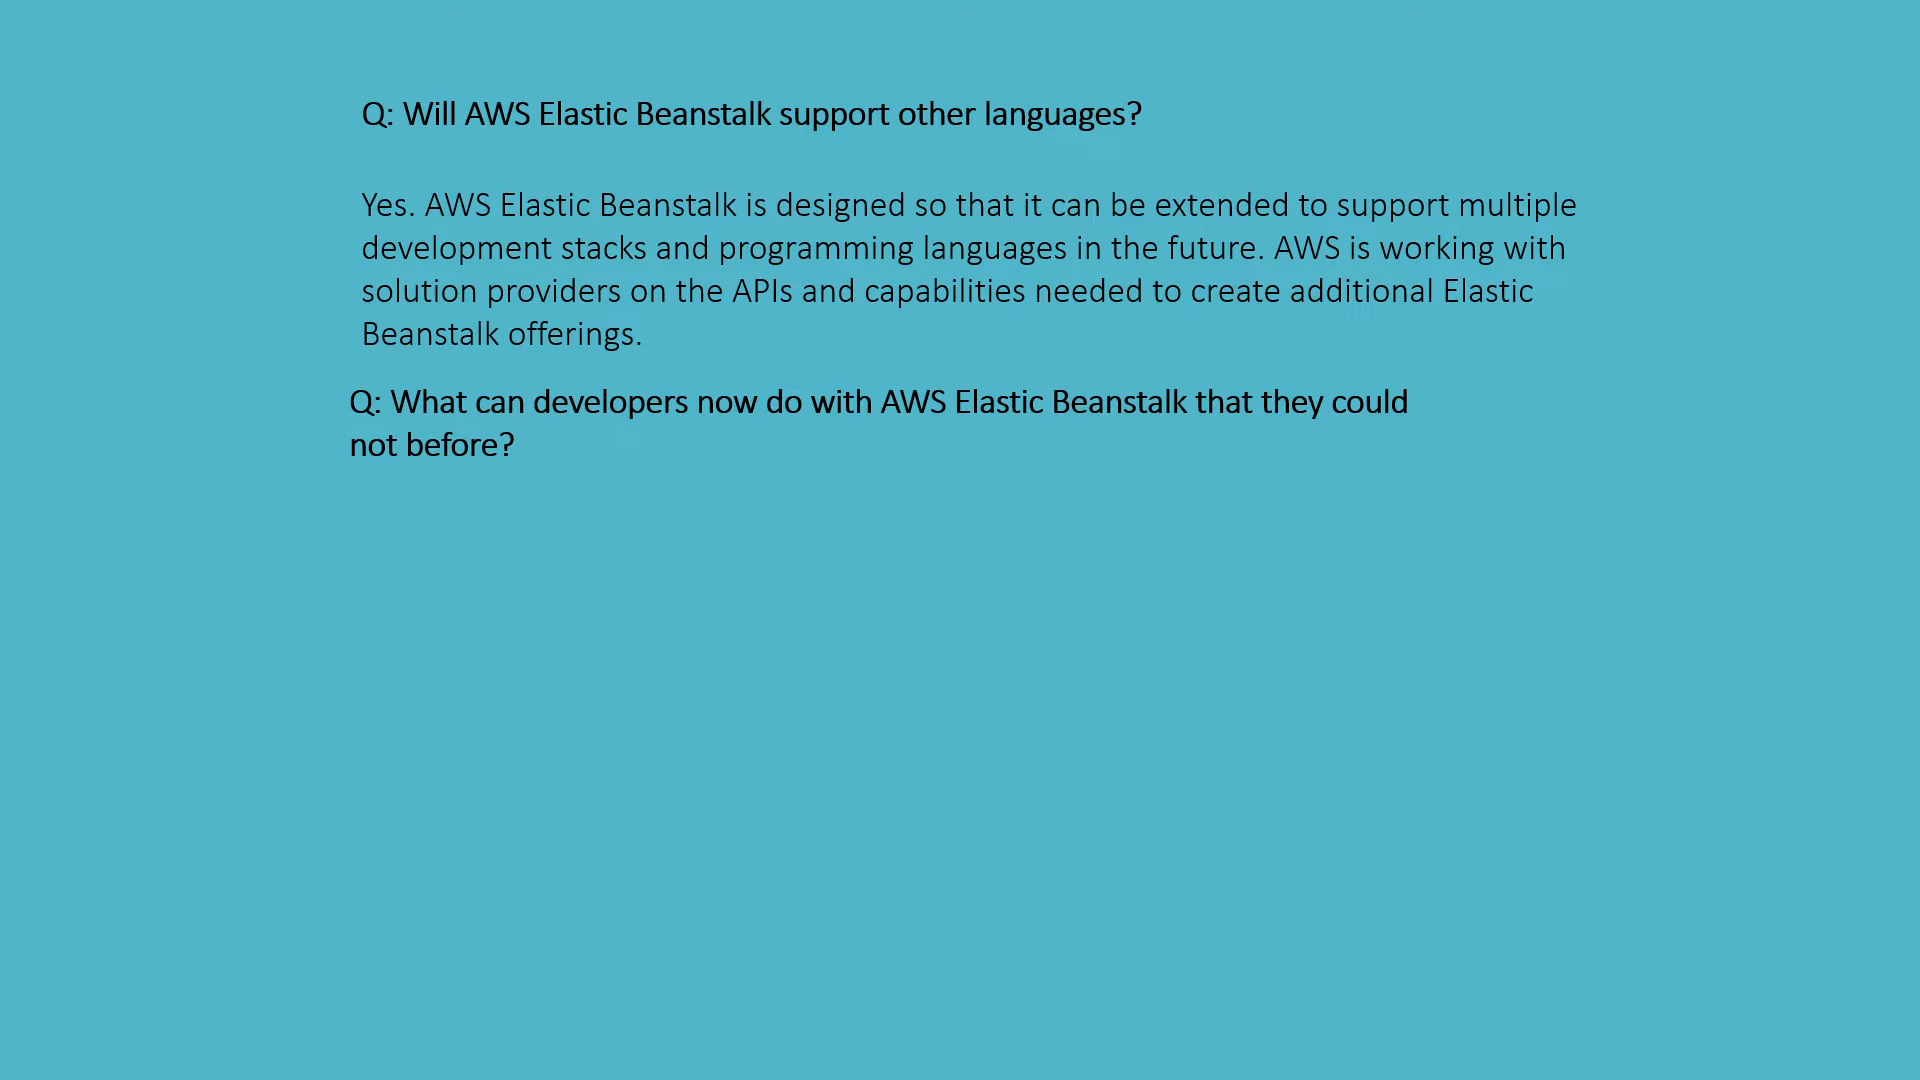 Q: Will AWS Elastic Beanstalk support other languages?
Yes. AWS Elastic Beanstalk is designed so that it can be extended to support multiple
development stacks and programming languages in the future. AWS is working with
solution providers on the APIs and capabilities needed to create additional Elastic
Beanstalk offerings.
Q: What can developers now do with AWS Elastic Beanstalk that they could
not before?